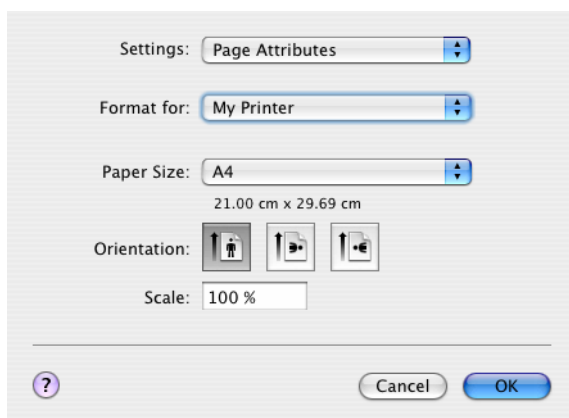 Settings: Page Attributes
Format for: My Printer
Paper Size: A4
21.00 cm x 29.69 cm
Orientation:
Scale: 100 %
? Cancel OK